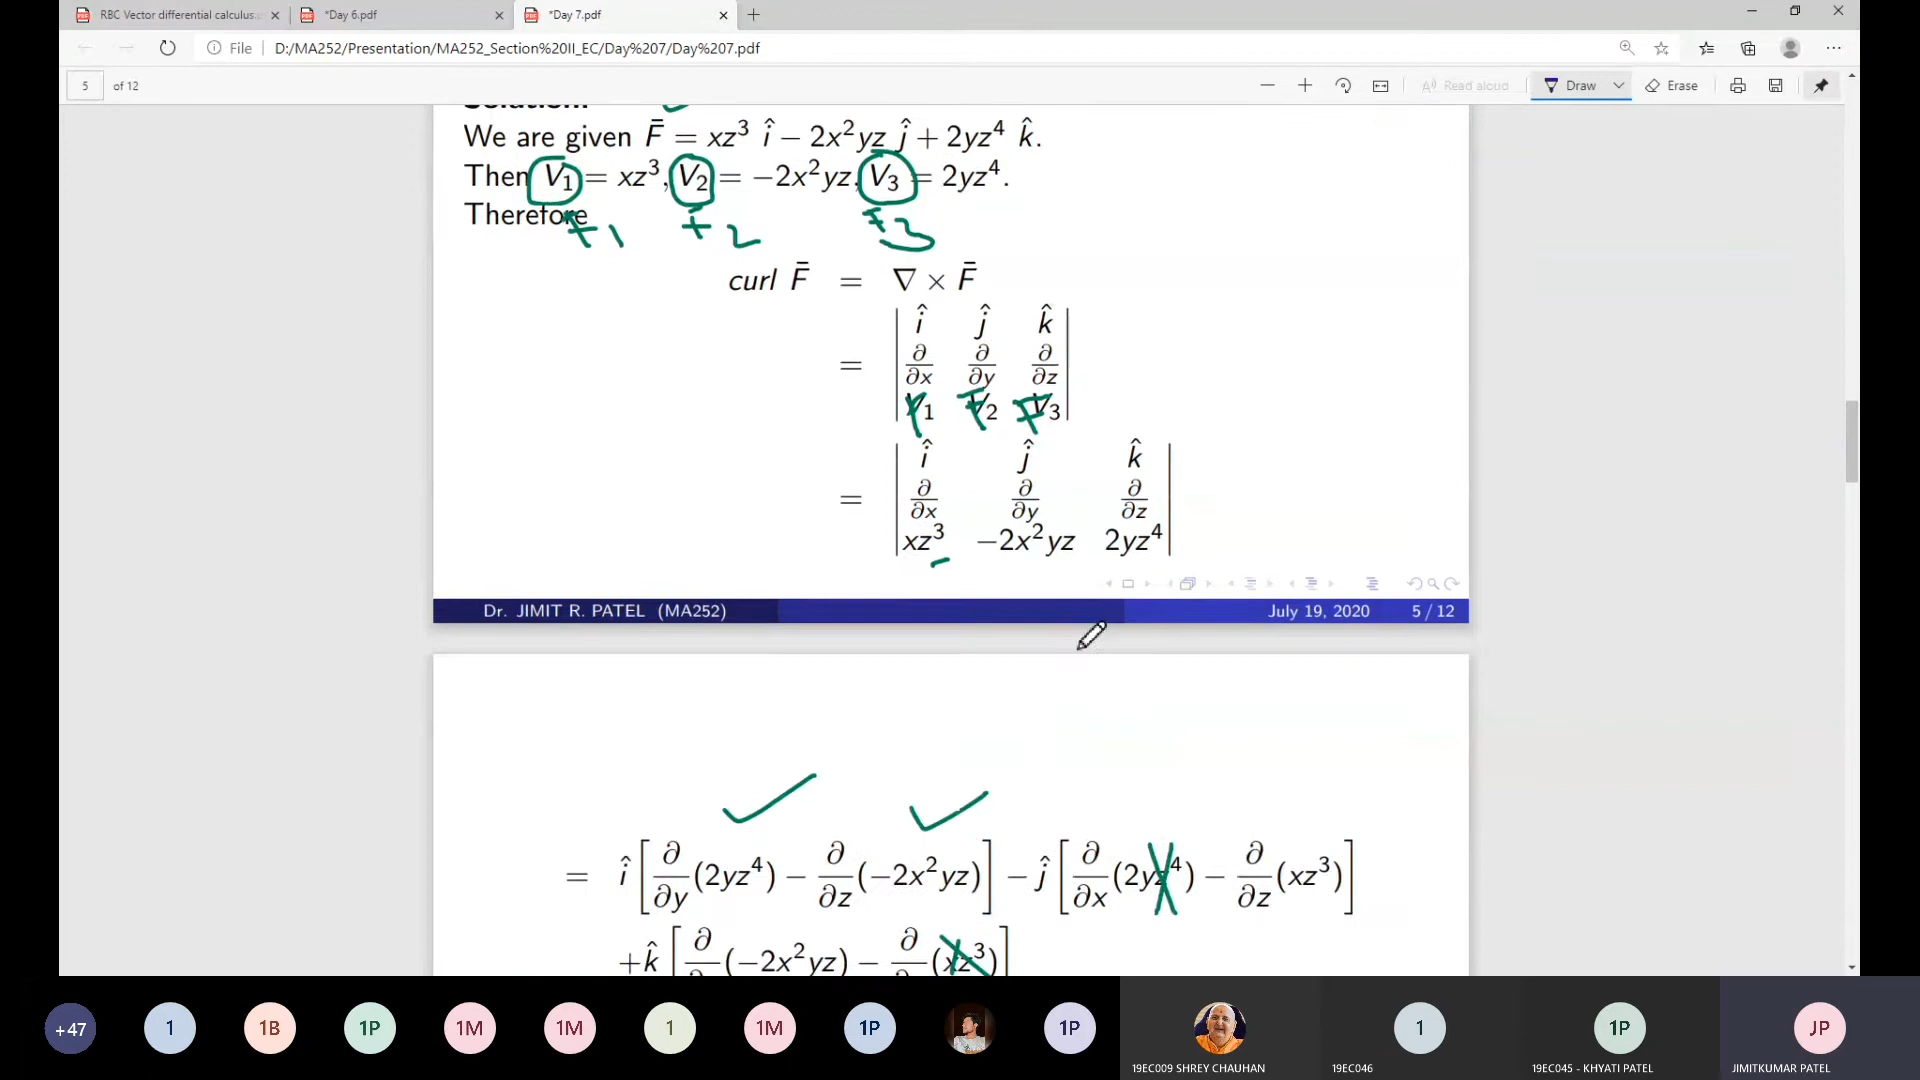 RBC Vector differential calculus.
*Day 6.pdf
*Day 7.pdf
File | D:/MA252/Presentation/MA252_Section%20II_EC/Day%207/Day%207.pdf
5 of 12
Read aloud
Draw
Erase
Solution:
We are given F̄ = xz³ î − 2x²yz ĵ + 2yz⁴ k̂.
Then V₁ = xz³, V₂ = −2x²yz, V₃ = 2yz⁴.
Therefore
F1 F2 F3
curl F̄ = ∇ × F̄
= | î ĵ k̂
∂/∂x ∂/∂y ∂/∂z
V₁ V₂ V₃ |
= | î ĵ k̂
∂/∂x ∂/∂y ∂/∂z
xz³ −2x²yz 2yz⁴ |
Dr. JIMIT R. PATEL (MA252) July 19, 2020 5 / 12
= î [∂/∂y (2yz⁴) − ∂/∂z (−2x²yz)] − ĵ [∂/∂x (2yz⁴) − ∂/∂z (xz³)]
+k̂ [∂ (−2x²yz) − ∂ (xz³)]
+47 1 1B 1P 1M 1M 1 1M 1P 1P 1 1P JP
19EC009 SHREY CHAUHAN 19EC046 19EC045 - KHYATI PATEL JIMITKUMAR PATEL